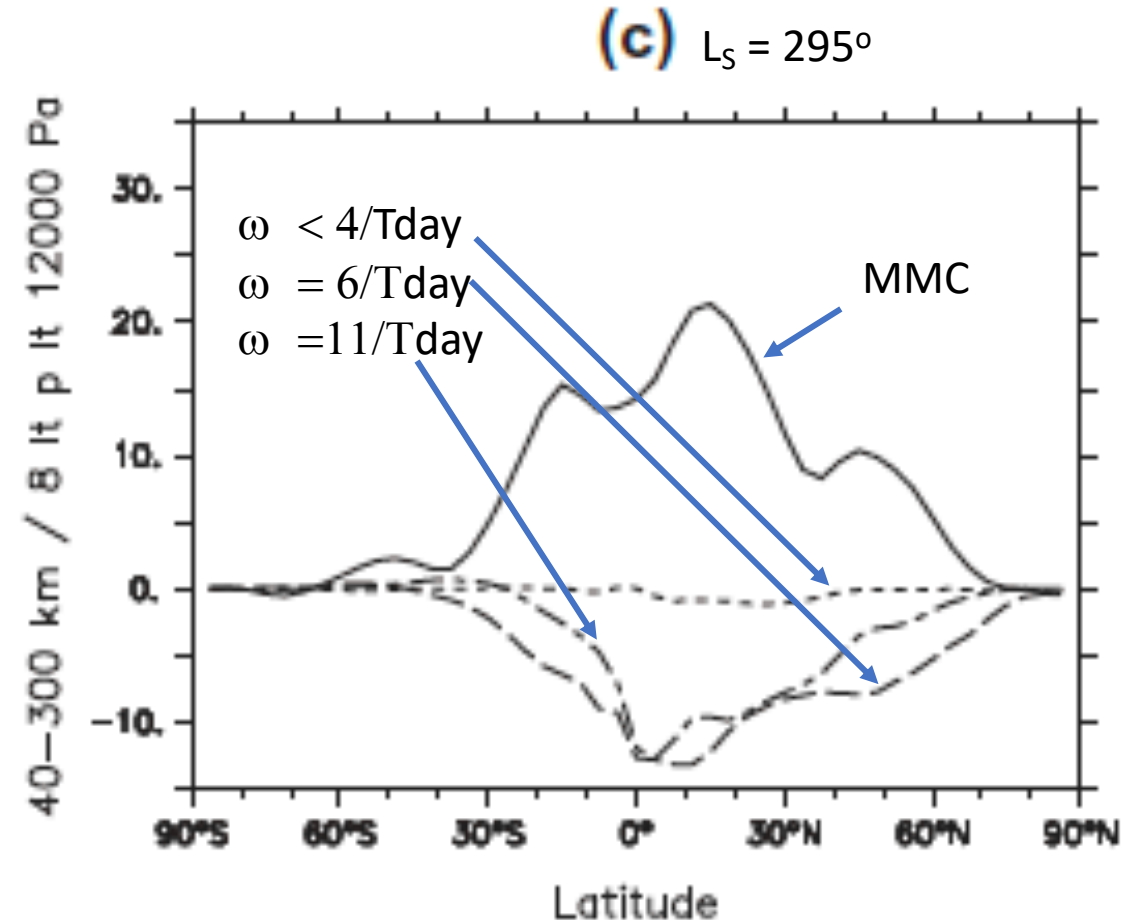 (c) L_S = 295º
40-300 km / 8 lt p lt 12000 Pa
30.
20.
10.
0.
-10.
ω < 4/Tday
ω = 6/Tday
ω =11/Tday
MMC
90°S 60°S 30°S 0° 30°N 60°N 90°N
Latitude